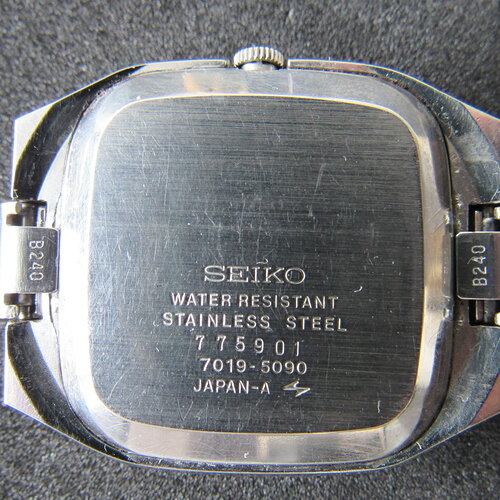 SEIKO
WATER RESISTANT
STAINLESS STEEL
775901
7019-5090
JAPAN-A
B240
B240